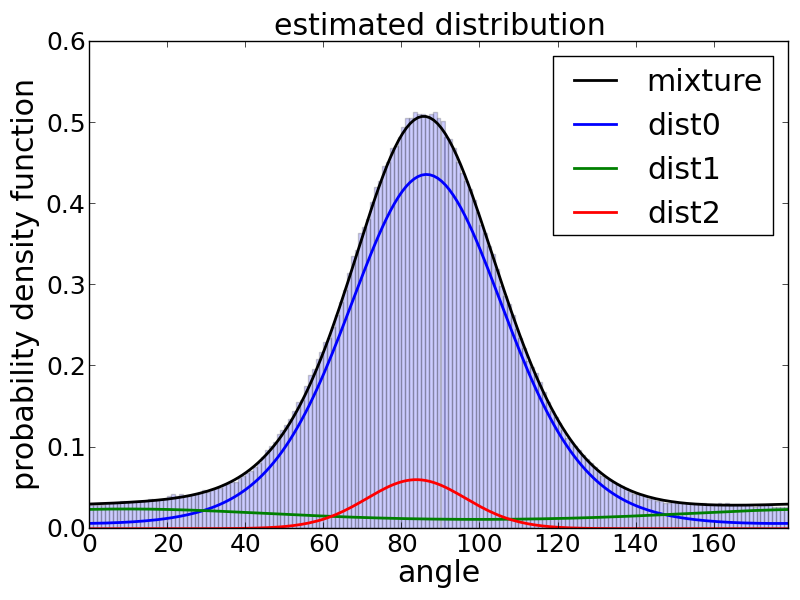 estimated distribution
0.6
0.5
0.4
0.3
0.2
0.1
0.0
probability density function
mixture
dist0
dist1
dist2
0 20 40 60 80 100 120 140 160
angle